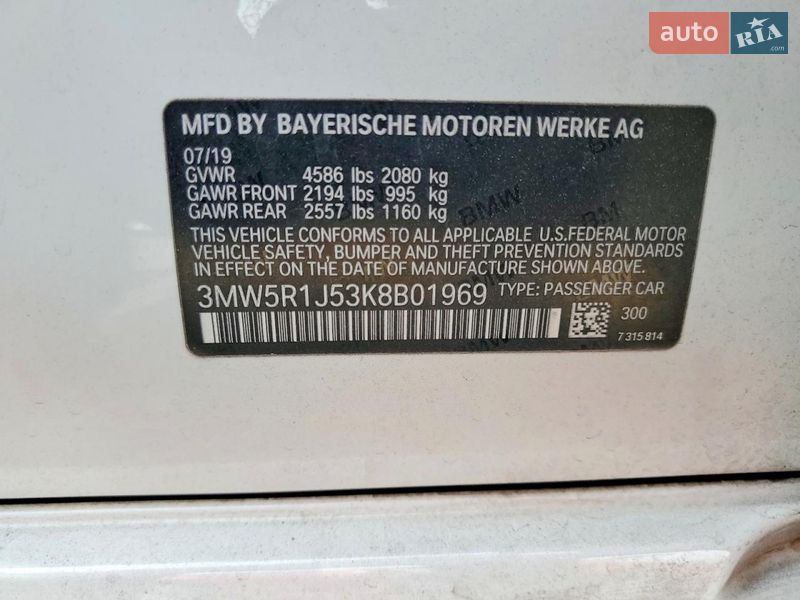 auto RIA .com
MFD BY BAYERISCHE MOTOREN WERKE AG
07/19
GVWR 4586 lbs 2080 kg
GAWR FRONT 2194 lbs 995 kg
GAWR REAR 2557 lbs 1160 kg
THIS VEHICLE CONFORMS TO ALL APPLICABLE U.S.FEDERAL MOTOR
VEHICLE SAFETY, BUMPER AND THEFT PREVENTION STANDARDS
IN EFFECT ON THE DATE OF MANUFACTURE SHOWN ABOVE.
3MW5R1J53K8B01969 TYPE: PASSENGER CAR
300
7 315 814